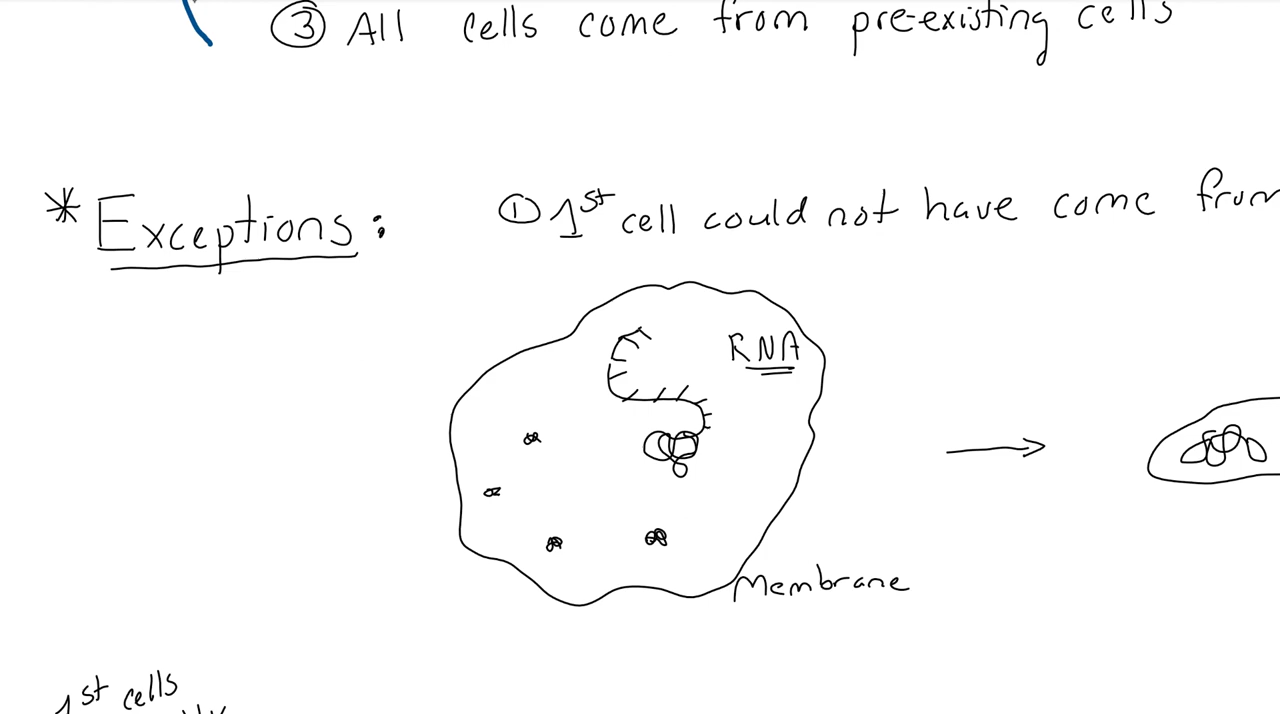 ③ All cells come from pre-existing cells
* Exceptions: ① 1st cell could not have come from
RNA
Membrane
1st cells